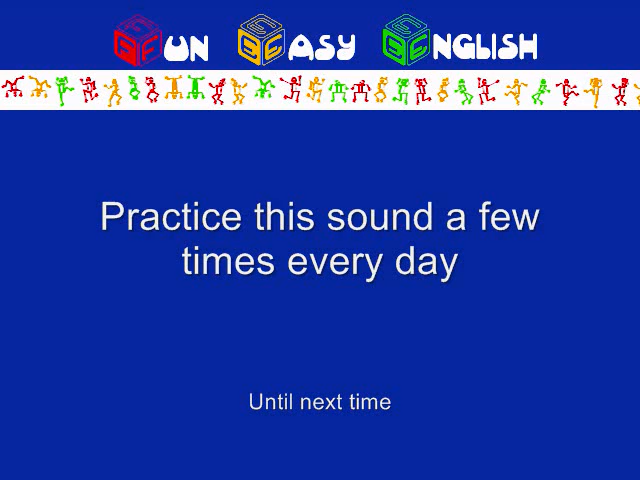 Fun Easy English
Practice this sound a few
times every day
Until next time